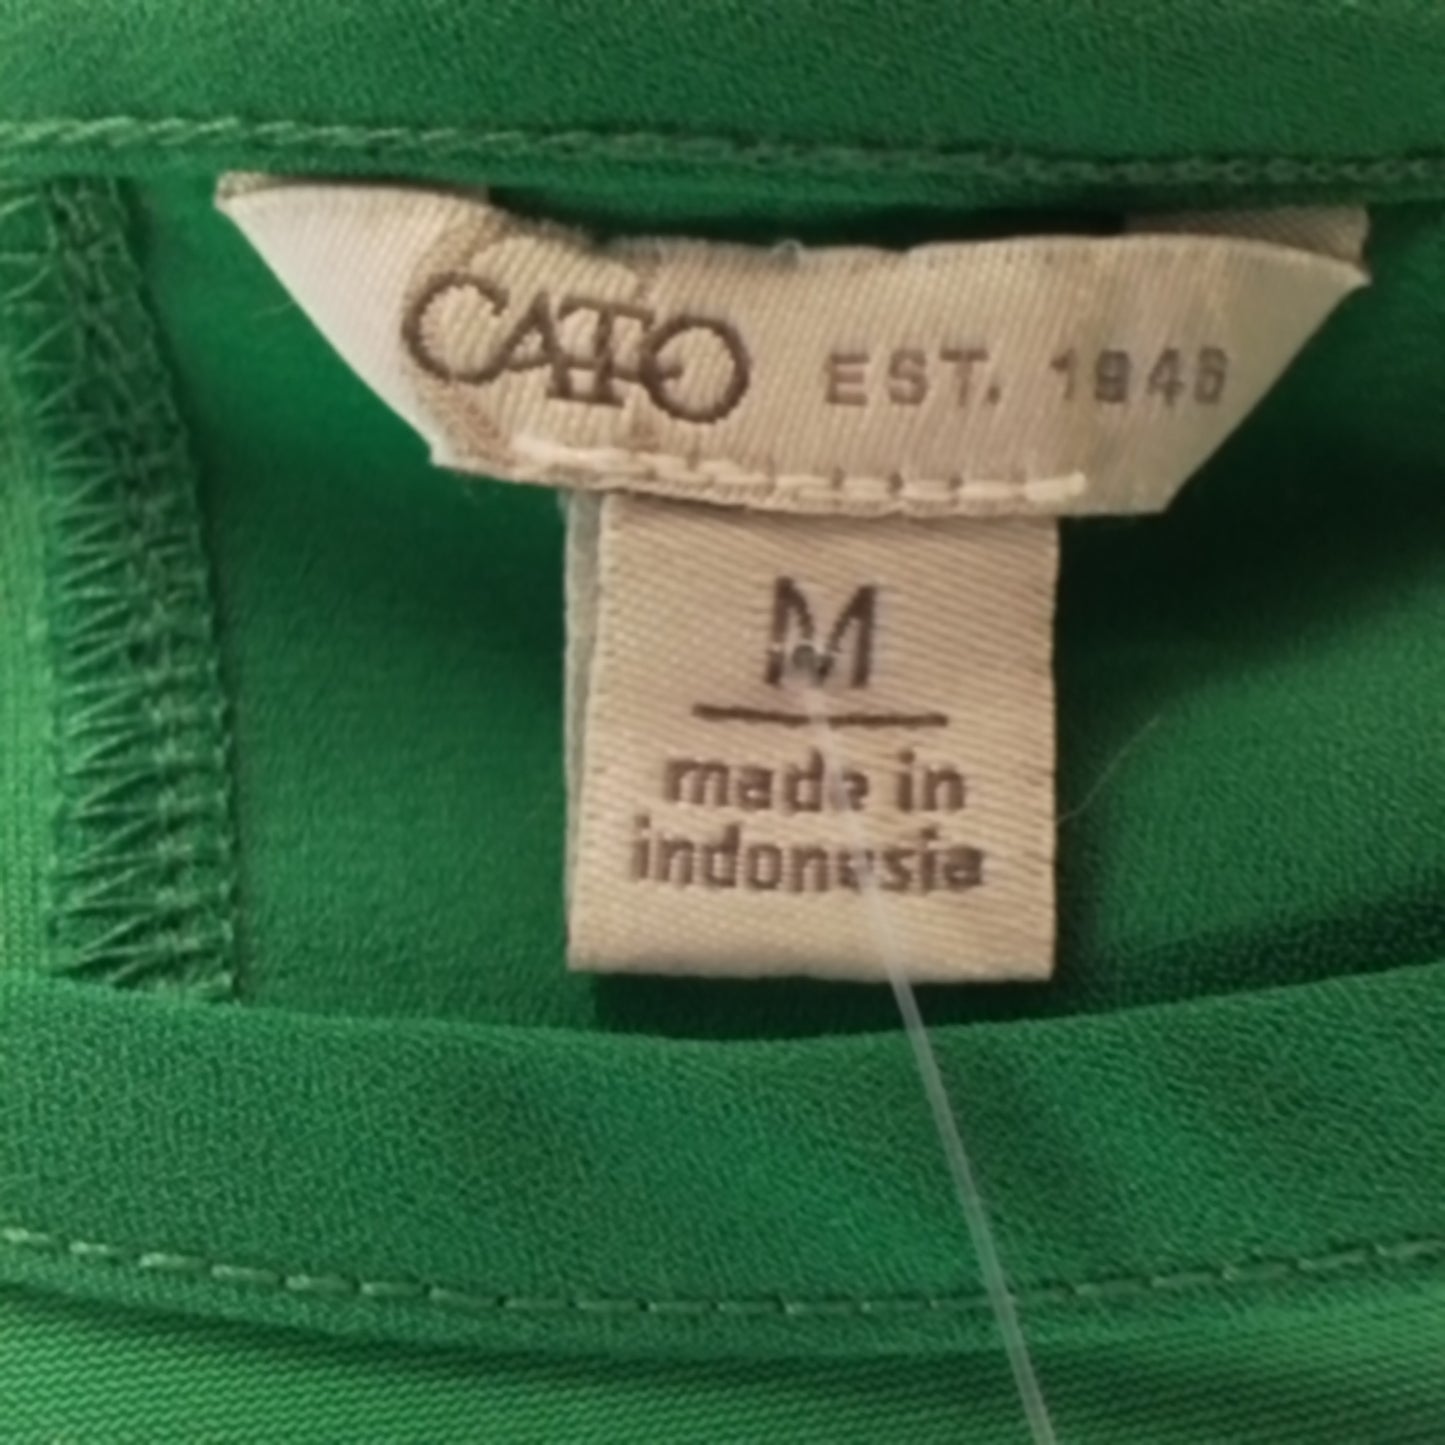 CATO EST. 1946
M
made in
indonesia